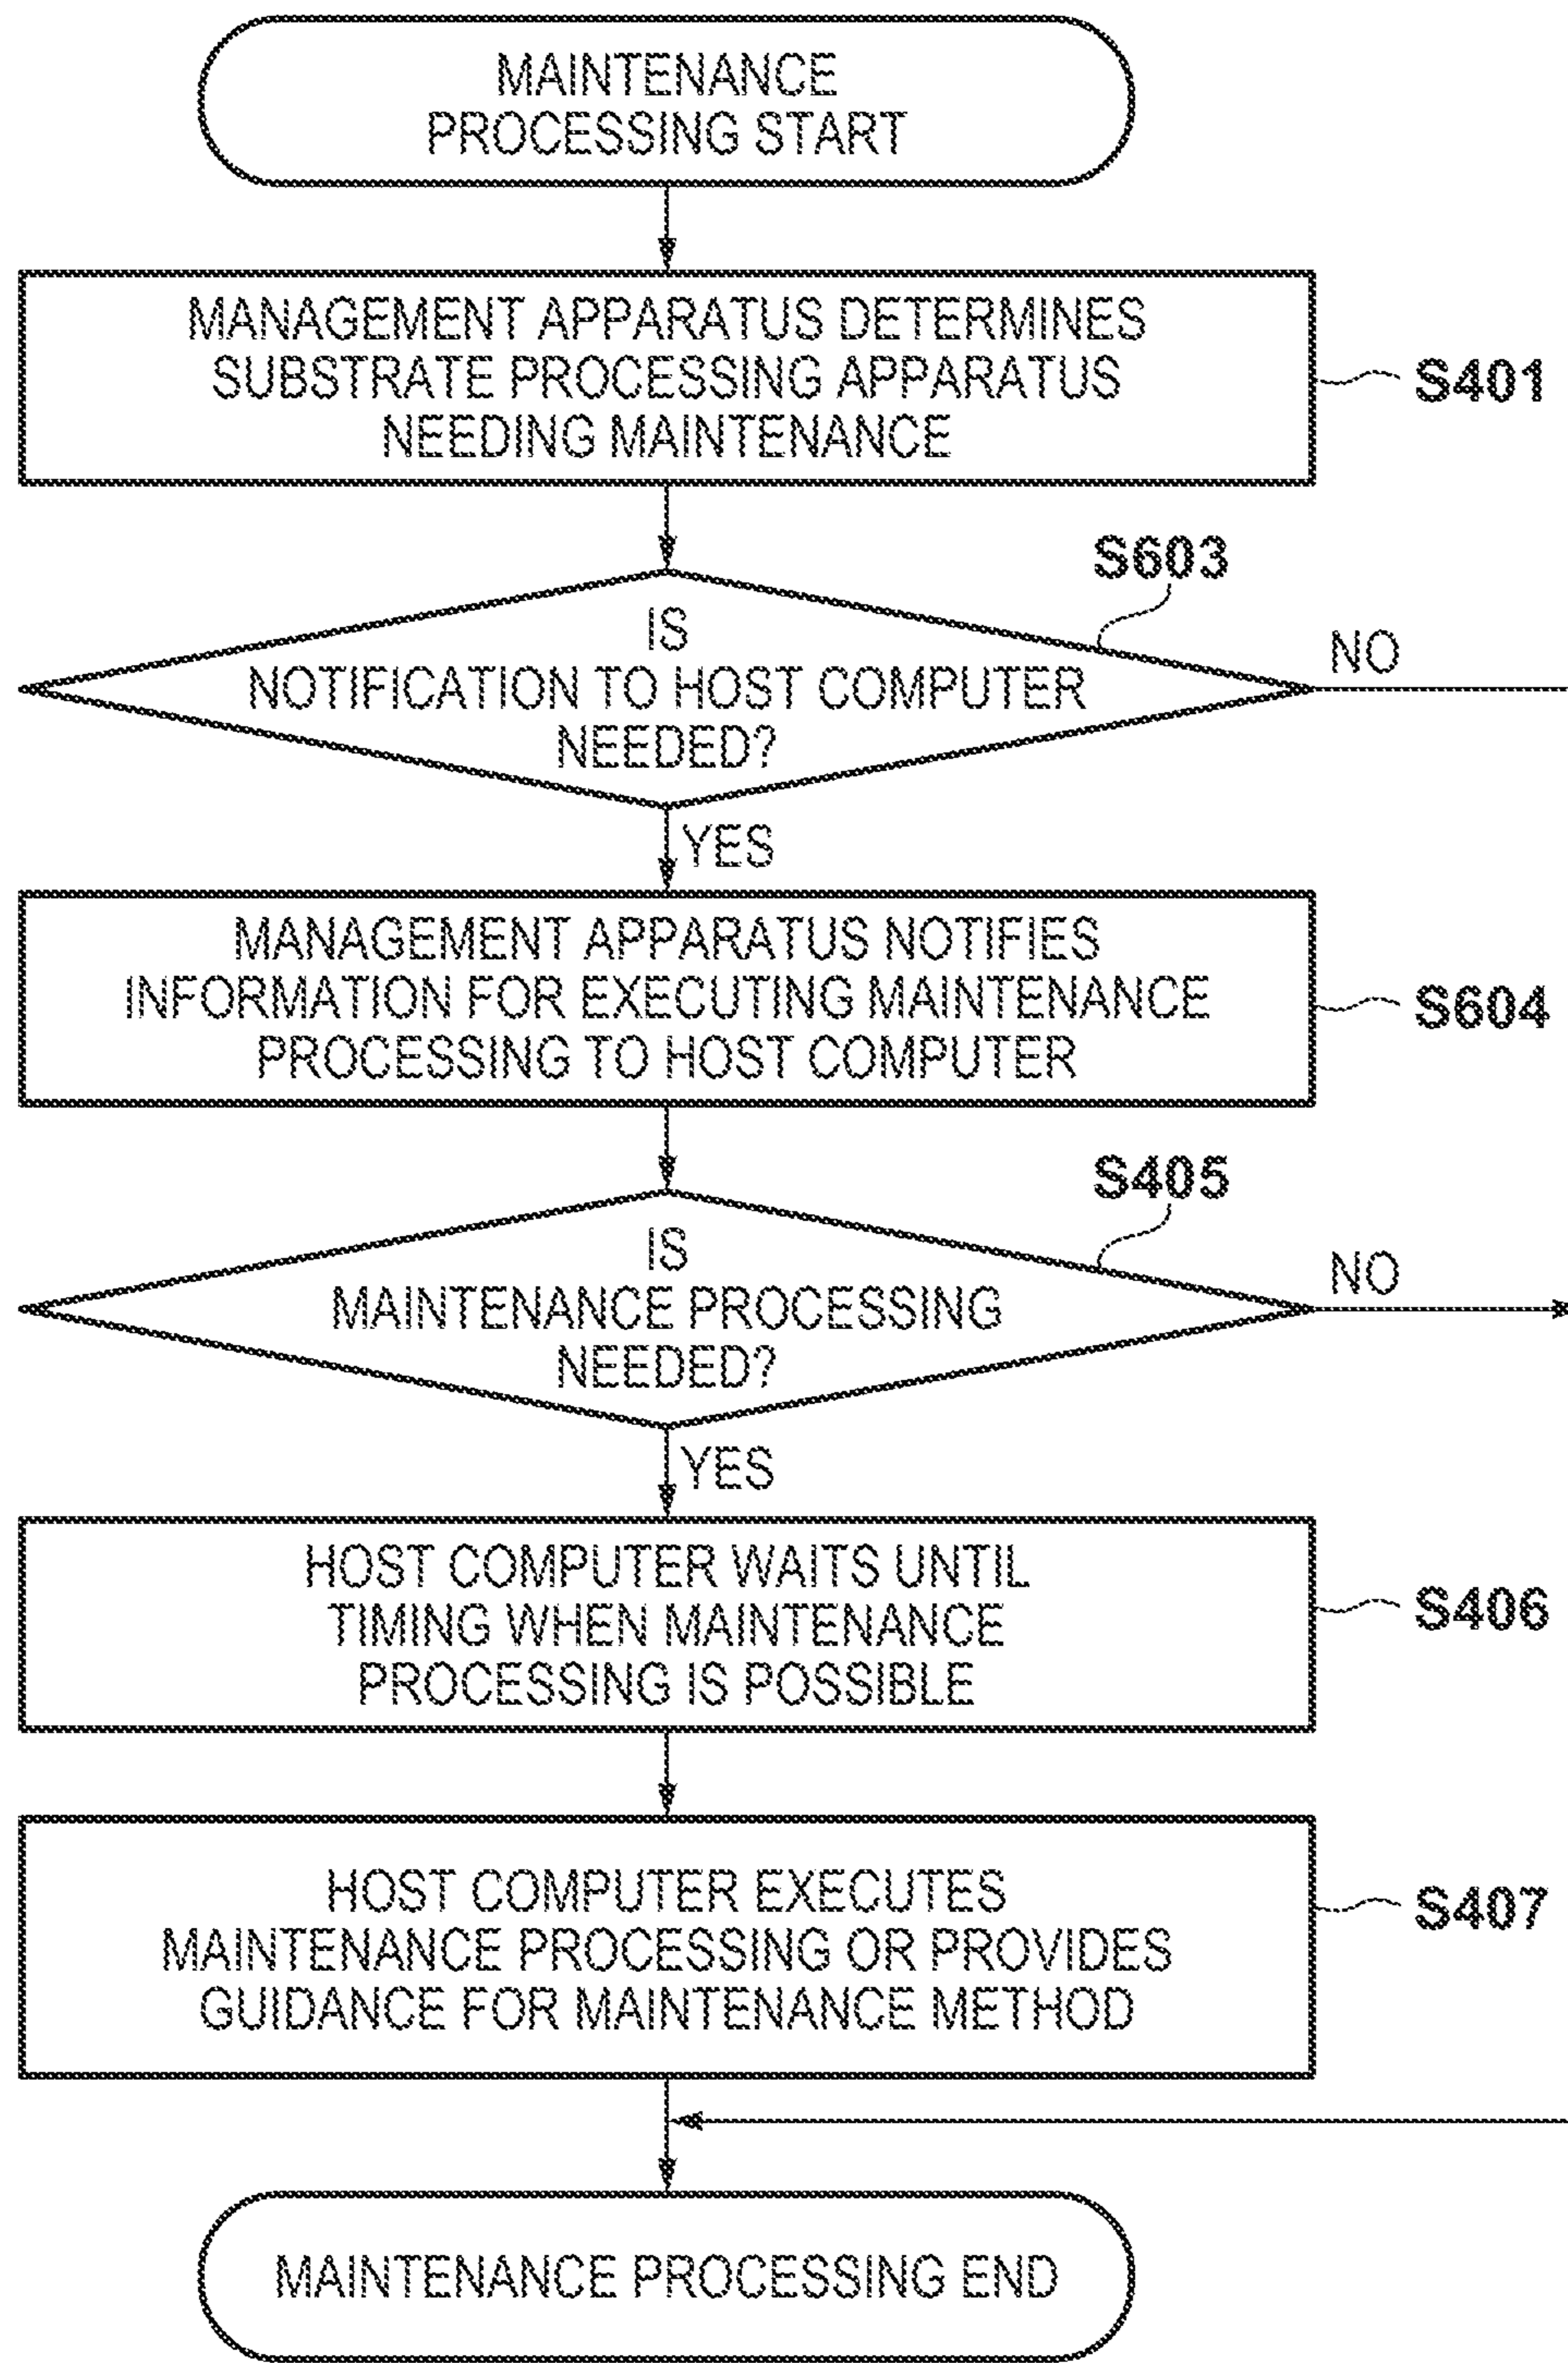 MAINTENANCE
PROCESSING START
MANAGEMENT APPARATUS DETERMINES
SUBSTRATE PROCESSING APPARATUS
NEEDING MAINTENANCE
S401
S603
IS
NOTIFICATION TO HOST COMPUTER
NEEDED?
NO
YES
MANAGEMENT APPARATUS NOTIFIES
INFORMATION FOR EXECUTING MAINTENANCE
PROCESSING TO HOST COMPUTER
S604
S405
IS
MAINTENANCE PROCESSING
NEEDED?
NO
YES
HOST COMPUTER WAITS UNTIL
TIMING WHEN MAINTENANCE
PROCESSING IS POSSIBLE
S406
HOST COMPUTER EXECUTES
MAINTENANCE PROCESSING OR PROVIDES
GUIDANCE FOR MAINTENANCE METHOD
S407
MAINTENANCE PROCESSING END